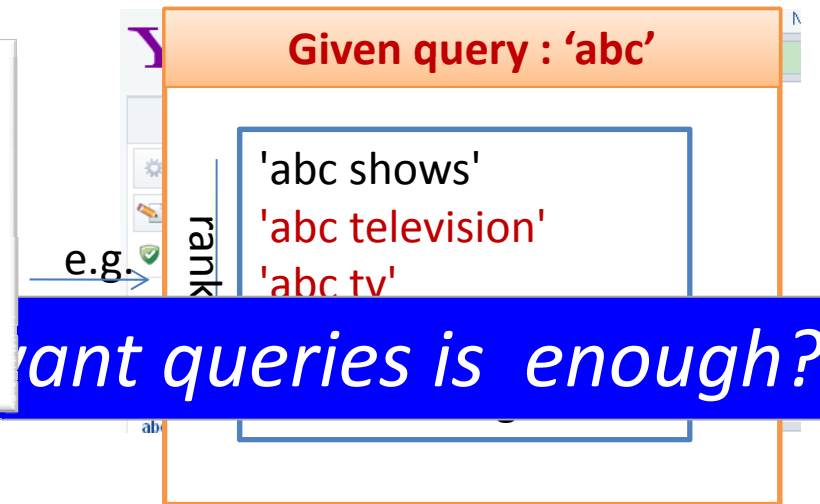 Given query : ‘abc’
'abc shows'
'abc television'
'abc tv'
rank
e.g.
vant queries is enough?